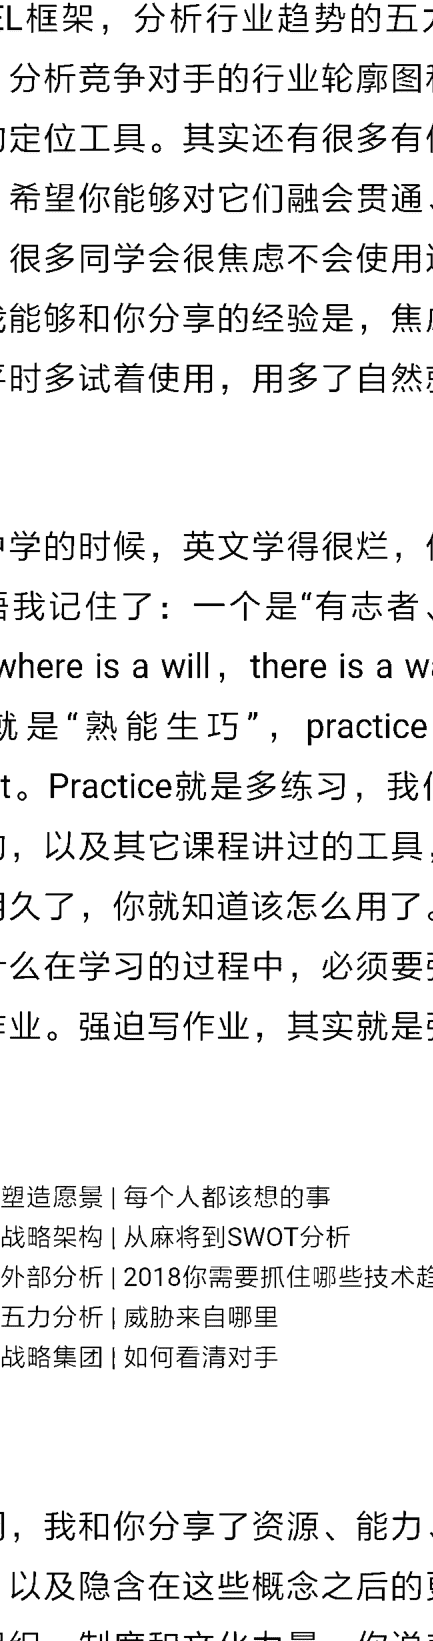 EL框架，分析行业趋势的五
分析竞争对手的行业轮廓图
定位工具。其实还有很多有
希望你能够对它们融会贯通、
很多同学会很焦虑不会使用
能够和你分享的经验是，焦
时多试着使用，用多了自然
学的时候，英文学得很烂，
我记住了：一个是“有志者、
where is a will，there is a
就是“熟能生巧”，practice
t。Practice就是多练习，我
，以及其它课程讲过的工具，
久了，你就知道该怎么用了。
么在学习的过程中，必须要
业。强迫写作业，其实就是
塑造愿景 | 每个人都该想的事
战略架构 | 从麻将到SWOT分析
外部分析 | 2018你需要抓住哪些技术趋
五力分析 | 威胁来自哪里
战略集团 | 如何看清对手
，我和你分享了资源、能力、
以及隐含在这些概念之后的